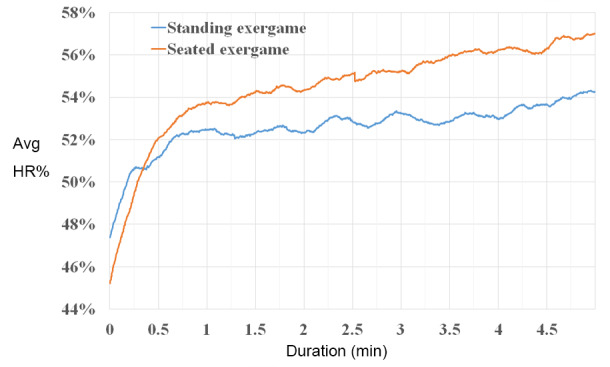 58%
Standing exergame
Seated exergame
56%
54%
Avg
HR%
52%
50%
48%
46%
44%
0 0.5 1 1.5 2 2.5 3 3.5 4 4.5
Duration (min)